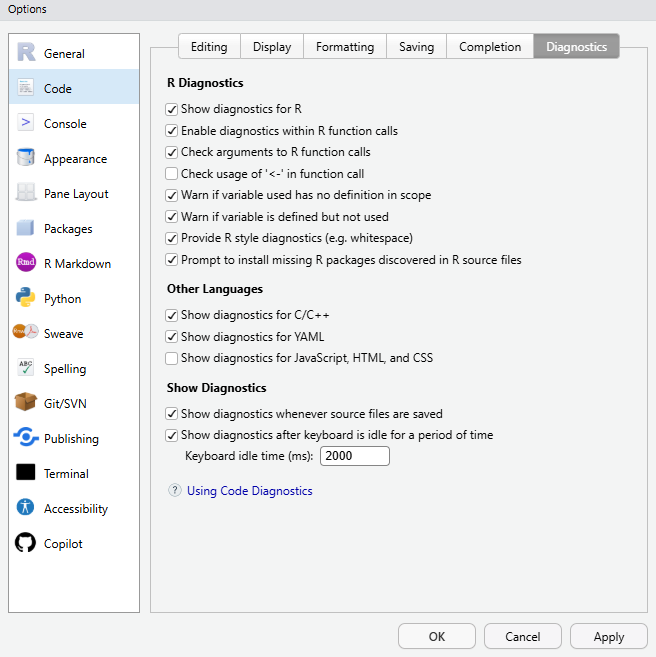 Options
General
Code
Console
Appearance
Pane Layout
Packages
Rmd R Markdown
Python
Sweave
ABC Spelling
Git/SVN
Publishing
Terminal
Accessibility
Copilot
Editing Display Formatting Saving Completion Diagnostics
R Diagnostics
Show diagnostics for R
Enable diagnostics within R function calls
Check arguments to R function calls
Check usage of '<-' in function call
Warn if variable used has no definition in scope
Warn if variable is defined but not used
Provide R style diagnostics (e.g. whitespace)
Prompt to install missing R packages discovered in R source files
Other Languages
Show diagnostics for C/C++
Show diagnostics for YAML
Show diagnostics for JavaScript, HTML, and CSS
Show Diagnostics
Show diagnostics whenever source files are saved
Show diagnostics after keyboard is idle for a period of time
Keyboard idle time (ms): 2000
? Using Code Diagnostics
OK Cancel Apply